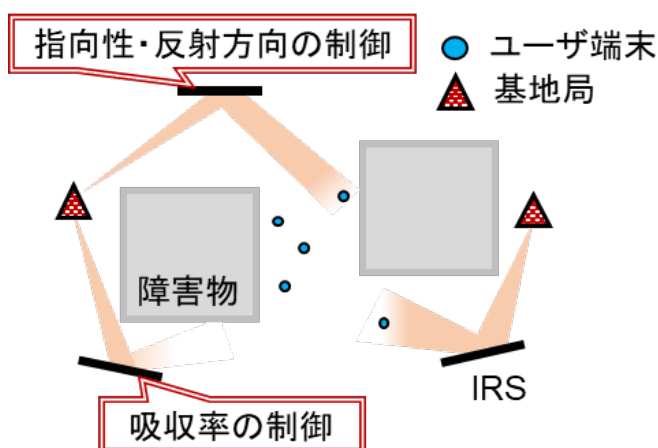 指向性・反射方向の制御
ユーザ端末
基地局
障害物
IRS
吸収率の制御